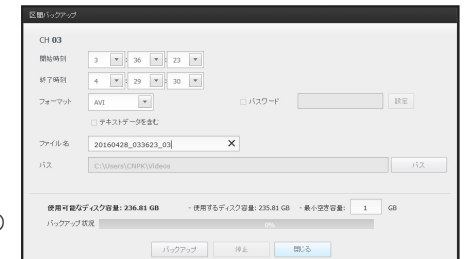 区間バックアップ
CH 03
開始時刻 3 : 36 : 23
終了時刻 4 : 29 : 30
フォーマット AVI パスワード 設定
テキストデータを含む
ファイル名 20160428_033623_03 X
パス C:\Users\CNPK\Videos パス
使用可能なディスク容量: 236.81 GB - 使用するディスク容量: 235.81 GB - 最小空き容量: 1 GB
バックアップ状況 0%
バックアップ 停止 閉じる